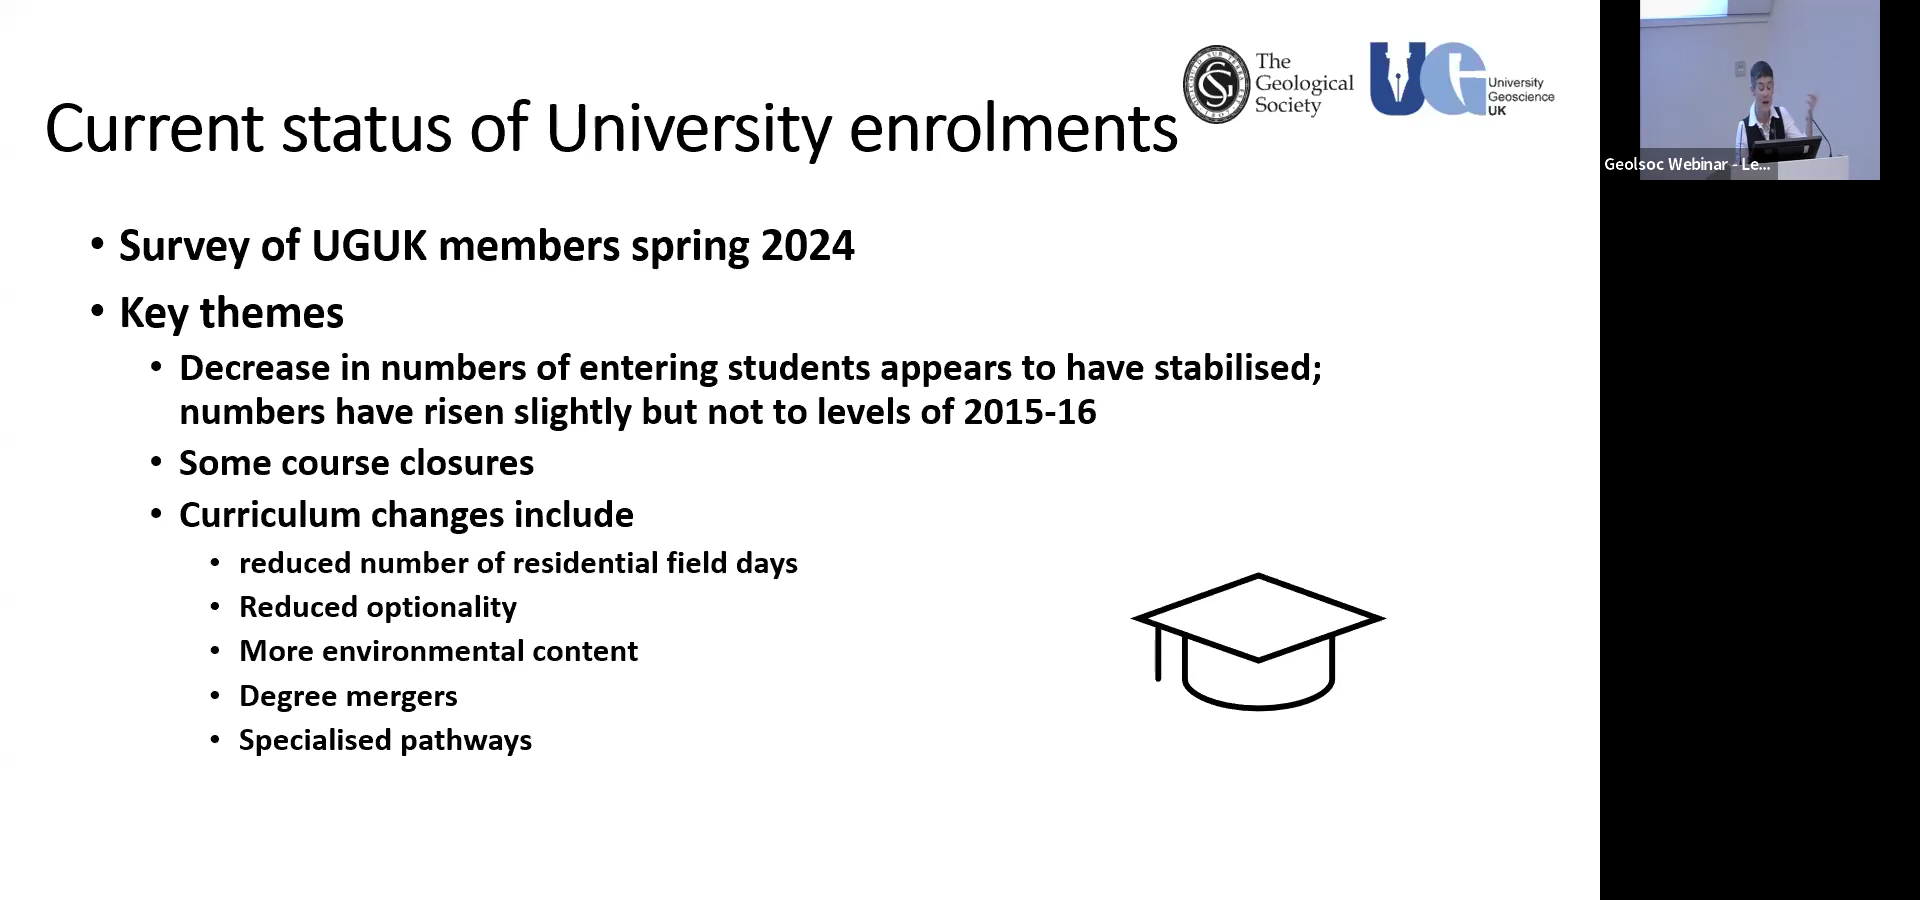 The
Geological
Society
University
Geoscience
UK
Current status of University enrolments
Geolsoc Webinar - Le...
• Survey of UGUK members spring 2024
• Key themes
• Decrease in numbers of entering students appears to have stabilised;
numbers have risen slightly but not to levels of 2015-16
• Some course closures
• Curriculum changes include
• reduced number of residential field days
• Reduced optionality
• More environmental content
• Degree mergers
• Specialised pathways